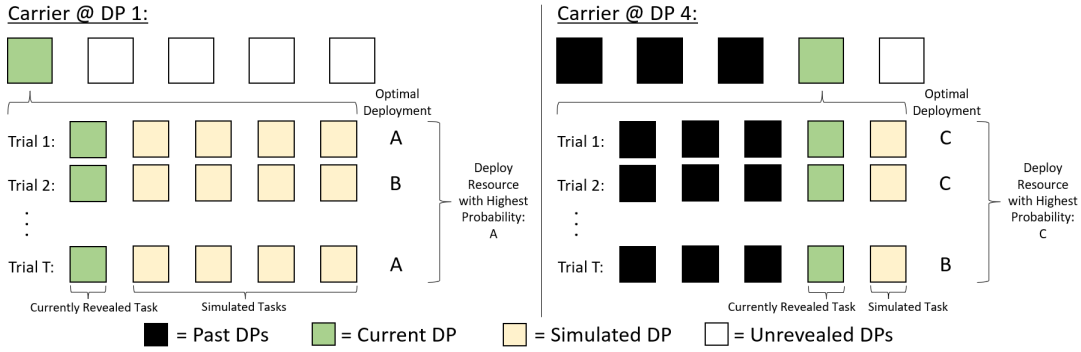 Carrier @ DP 1:
Optimal
Deployment
Trial 1:
A
Trial 2:
B
Trial T:
A
Deploy
Resource
with Highest
Probability:
A
Currently Revealed Task
Simulated Tasks
Carrier @ DP 4:
Optimal
Deployment
Trial 1:
C
Trial 2:
C
Trial T:
B
Deploy
Resource
with Highest
Probability:
C
Currently Revealed Task
Simulated Task
= Past DPs
= Current DP
= Simulated DP
= Unrevealed DPs